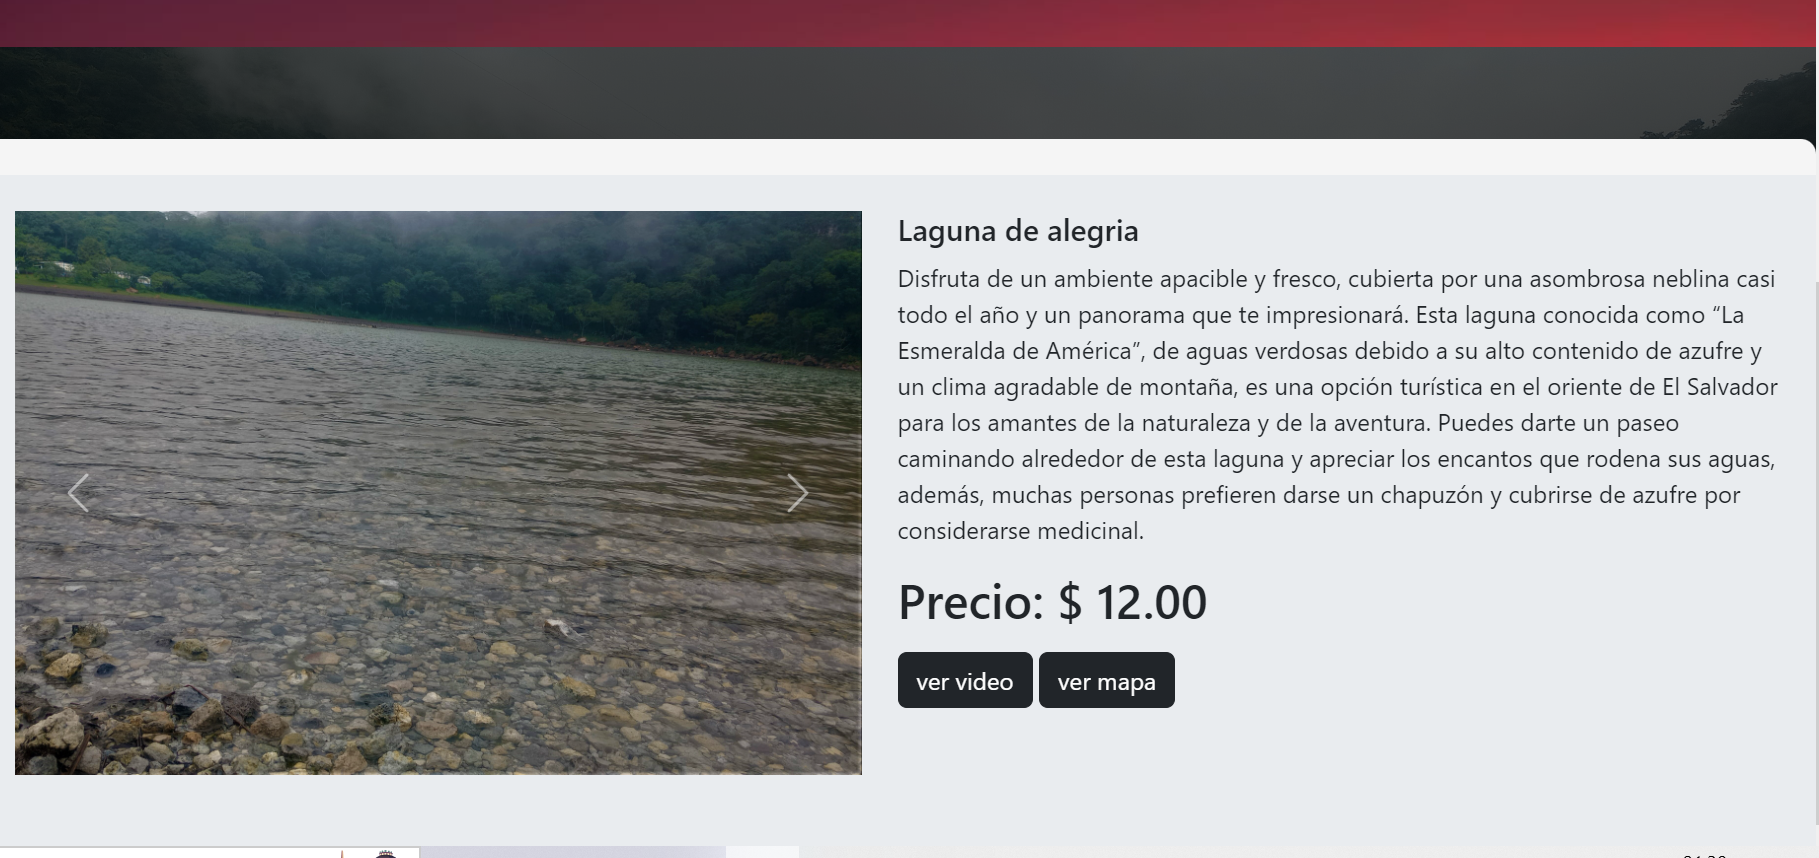 Laguna de alegria
Disfruta de un ambiente apacible y fresco, cubierta por una asombrosa neblina casi
todo el año y un panorama que te impresionará. Esta laguna conocida como “La
Esmeralda de América”, de aguas verdosas debido a su alto contenido de azufre y
un clima agradable de montaña, es una opción turística en el oriente de El Salvador
para los amantes de la naturaleza y de la aventura. Puedes darte un paseo
caminando alrededor de esta laguna y apreciar los encantos que rodena sus aguas,
además, muchas personas prefieren darse un chapuzón y cubrirse de azufre por
considerarse medicinal.
Precio: $ 12.00
ver video ver mapa